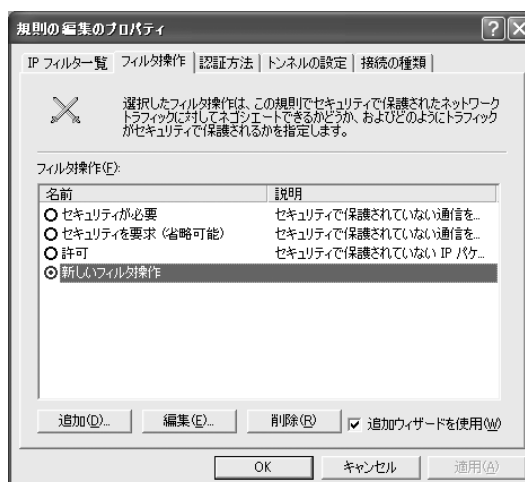 規則の編集のプロパティ
IP フィルター覧 フィルタ操作 認証方法 トンネルの設定 接続の種類
選択したフィルタ操作は、この規則でセキュリティで保護されたネットワーク
トラフィックに対してネゴシエートできるかどうか、およびどのようにトラフィック
がセキュリティで保護されるかを指定します。
フィルタ操作(F):
名前 説明
セキュリティが必要 セキュリティで保護されていない通信を...
セキュリティを要求 (省略可能) セキュリティで保護されていない通信を...
許可 セキュリティで保護されていない IP パケ...
新しいフィルタ操作
追加(D)... 編集(E)... 削除(R) 追加ウィザードを使用(W)
OK キャンセル 適用(A)